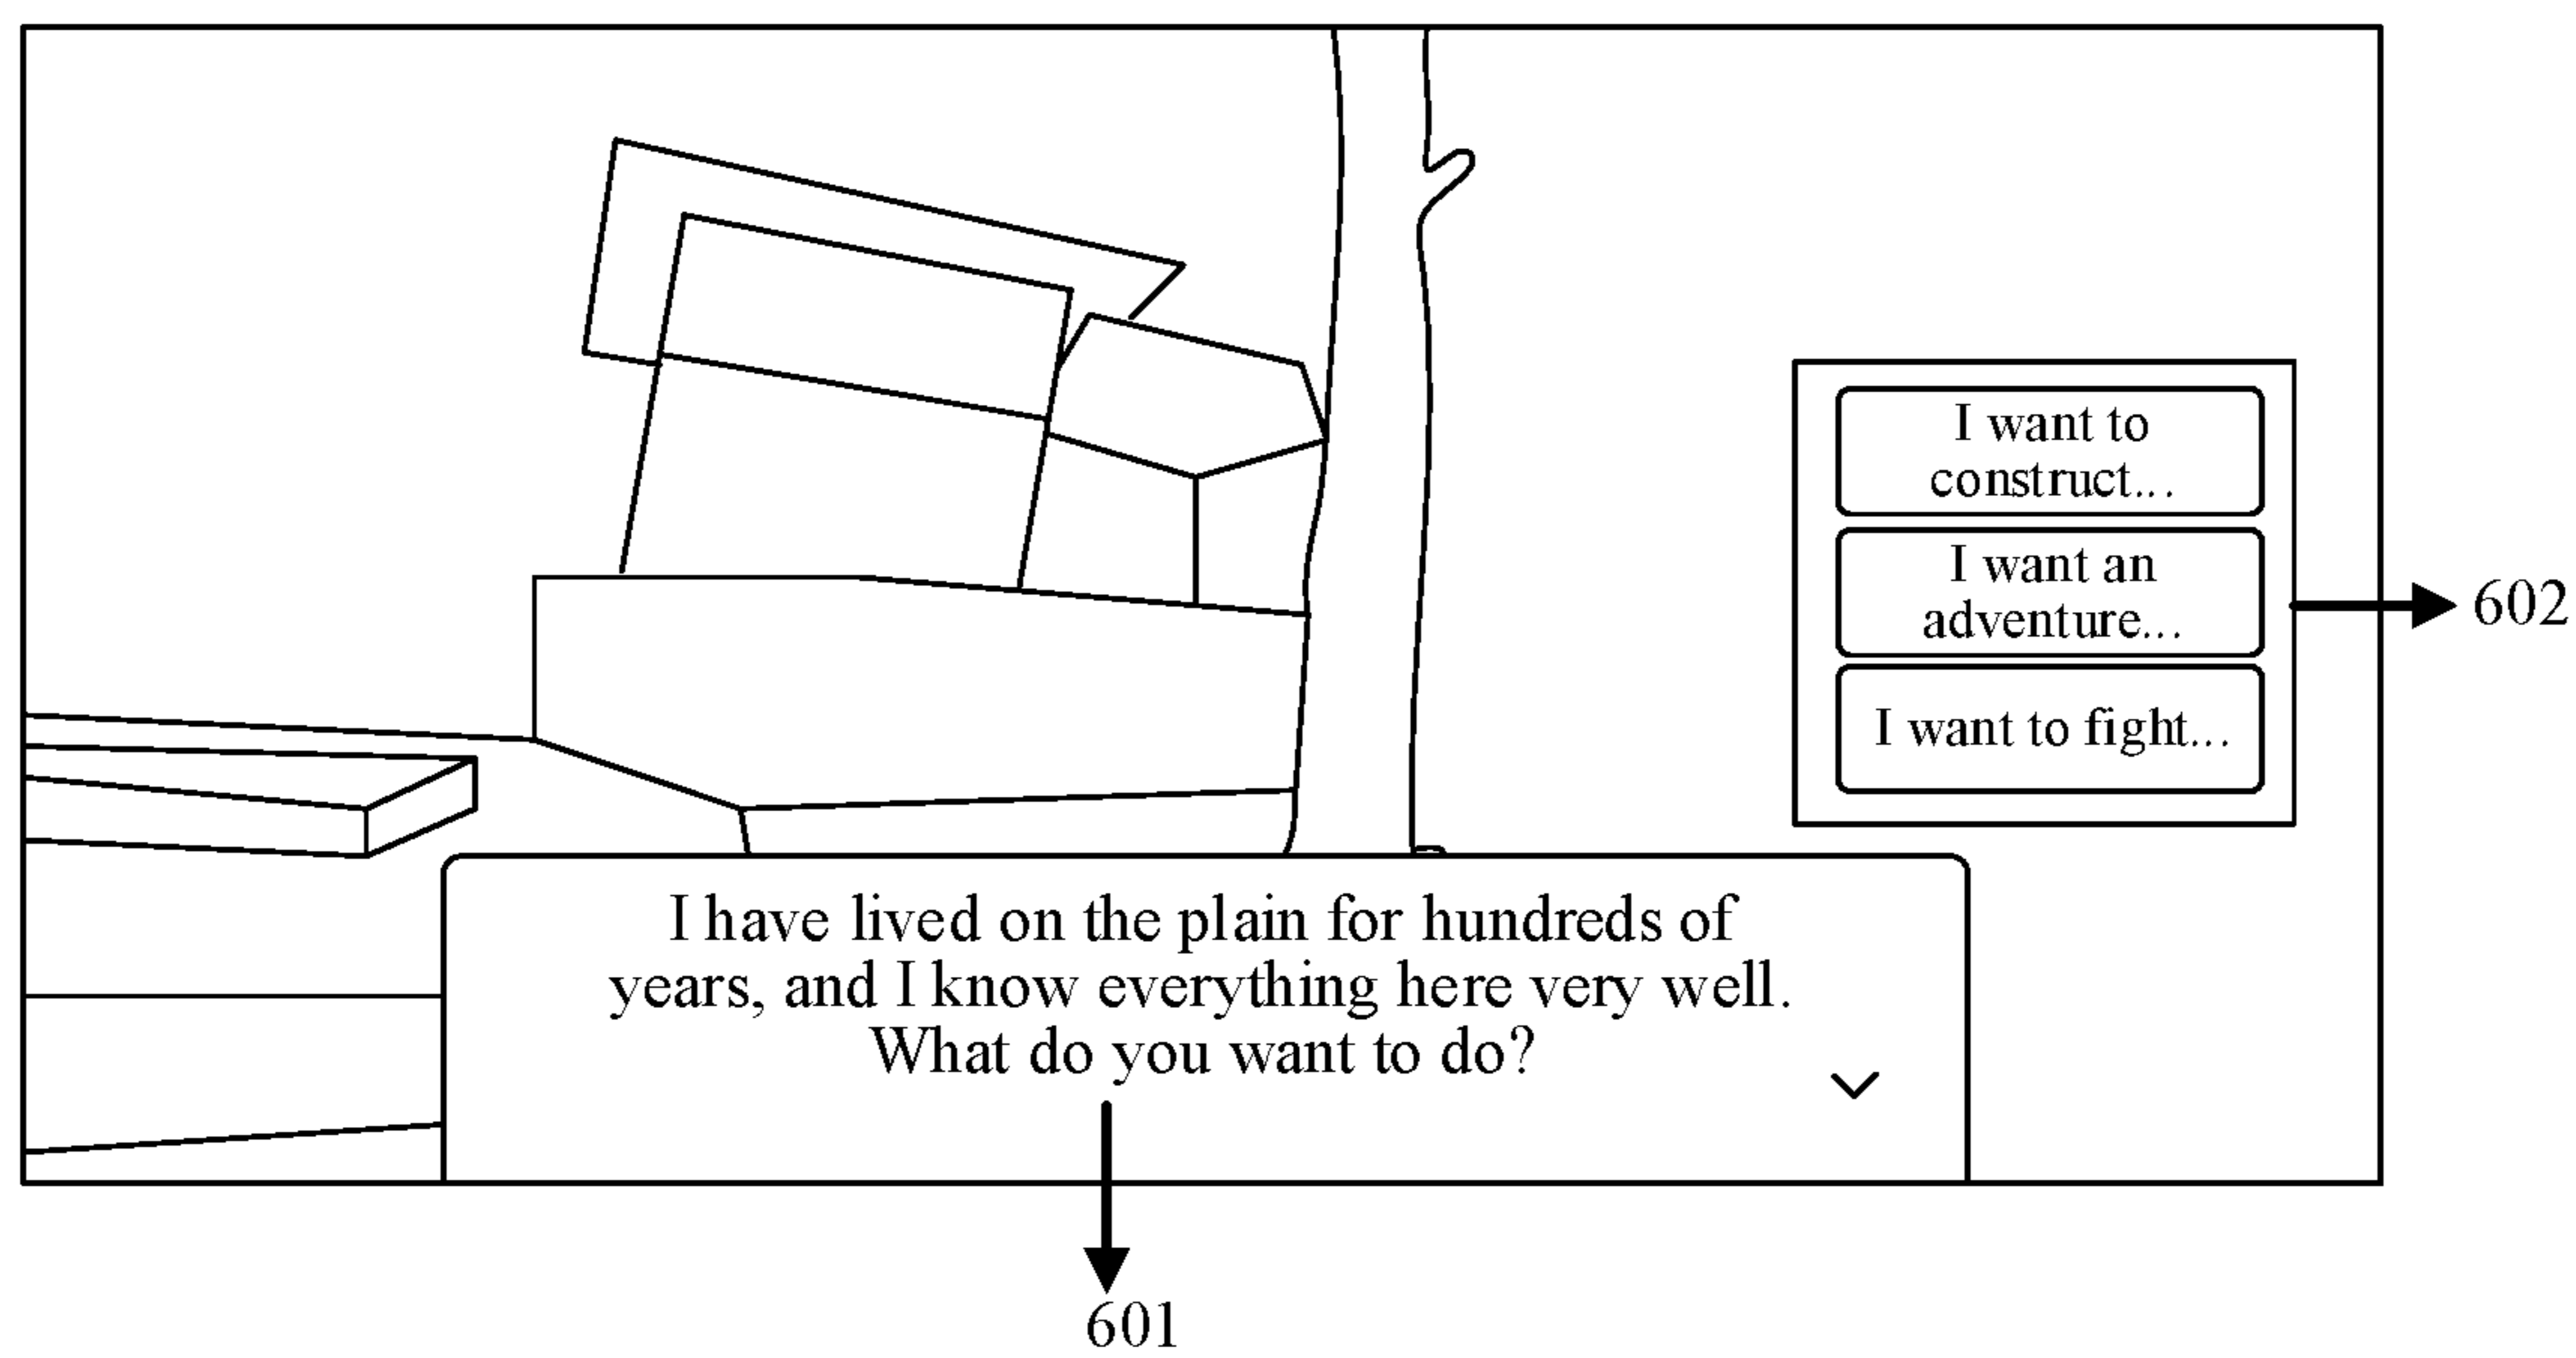 I want to
construct...
I want an
adventure...
I want to fight...
602
I have lived on the plain for hundreds of
years, and I know everything here very well.
What do you want to do?
601